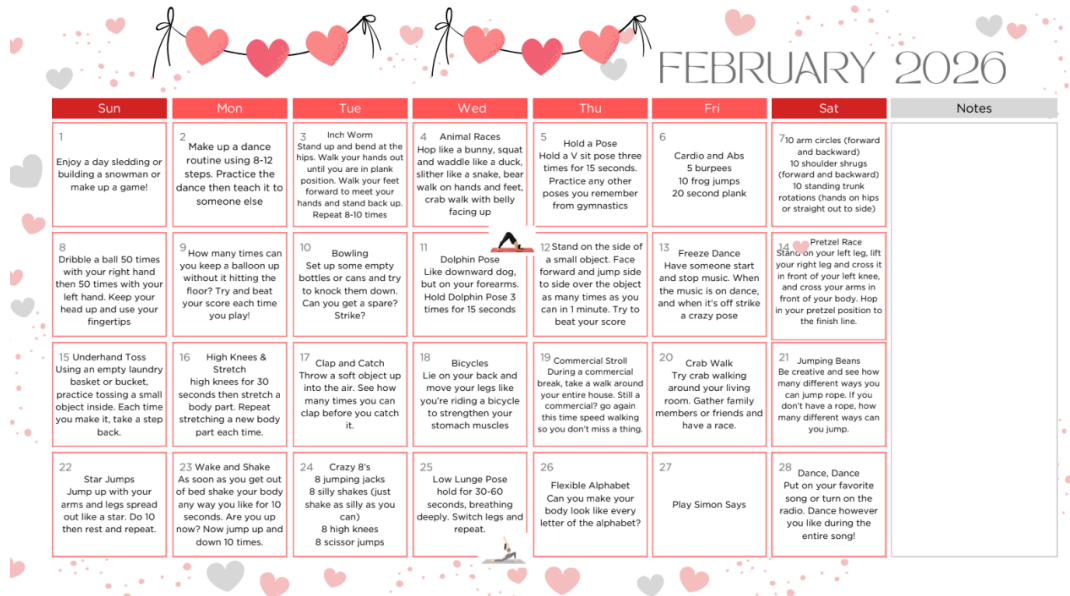 FEBRUARY 2026
Sun
Mon
Tue
Wed
Thu
Fri
Sat
Notes
1
Enjoy a day sledding or
building a snowman or
make up a game!
2
Make up a dance
routine using 8-12
steps. Practice the
dance then teach it to
someone else
3
Inch Worm
Stand up and bend at the
hips. Walk your hands out
until you are in plank
position. Walk your feet
forward to meet your
hands and stand back up.
Repeat 8-10 times
4
Animal Races
Hop like a bunny, squat
and waddle like a duck,
slither like a snake, bear
walk on hands and feet,
crab walk with belly
facing up
5
Hold a Pose
Hold a V sit pose three
times for 15 seconds.
Practice any other
poses you remember
from gymnastics
6
Cardio and Abs
5 burpees
10 frog jumps
20 second plank
7
10 arm circles (forward
and backward)
10 shoulder shrugs
(forward and backward)
10 standing trunk
rotations (hands on hips
or straight out to side)
8
Dribble a ball 50 times
with your right hand
then 50 times with your
left hand. Keep your
head up and use your
fingertips
9
How many times can
you keep a balloon up
without it hitting the
floor? Try and beat
your score each time
you play!
10
Bowling
Set up some empty
bottles or cans and try
to knock them down.
Can you get a spare?
Strike?
11
Dolphin Pose
Like downward dog,
but on your forearms.
Hold Dolphin Pose 3
times for 15 seconds
12
Stand on the side of
a small object. Face
forward and jump side
to side over the object
as many times as you
can in 1 minute. Try to
beat your score
13
Freeze Dance
Have someone start
and stop music. When
the music is on dance,
and when it's off strike
a crazy pose
14
Pretzel Race
Stand on your left leg, lift
your right leg and cross it
in front of your left knee,
and cross your arms in
front of your body. Hop
in your pretzel position to
the finish line.
15
Underhand Toss
Using an empty laundry
basket or bucket,
practice tossing a small
object inside. Each time
you make it, take a step
back.
16
High Knees &
Stretch
high knees for 30
seconds then stretch a
body part. Repeat
stretching a new body
part each time.
17
Clap and Catch
Throw a soft object up
into the air. See how
many times you can
clap before you catch
it.
18
Bicycles
Lie on your back and
move your legs like
you're riding a bicycle
to strengthen your
stomach muscles
19
Commercial Stroll
During a commercial
break, take a walk around
your entire house. Still a
commercial? go again
this time speed walking
so you don't miss a thing.
20
Crab Walk
Try crab walking
around your living
room. Gather family
members or friends and
have a race.
21
Jumping Beans
Be creative and see how
many different ways you
can jump rope. If you
don't have a rope, how
many different ways can
you jump.
22
Star Jumps
Jump up with your
arms and legs spread
out like a star. Do 10
then rest and repeat.
23
Wake and Shake
As soon as you get out
of bed shake your body
any way you like for 10
seconds. Are you up
now? Now jump up and
down 10 times.
24
Crazy 8's
8 jumping jacks
8 silly shakes (just
shake as silly as you
can)
8 high knees
8 scissor jumps
25
Low Lunge Pose
hold for 30-60
seconds, breathing
deeply. Switch legs and
repeat.
26
Flexible Alphabet
Can you make your
body look like every
letter of the alphabet?
27
Play Simon Says
28
Dance, Dance
Put on your favorite
song or turn on the
radio. Dance however
you like during the
entire song!